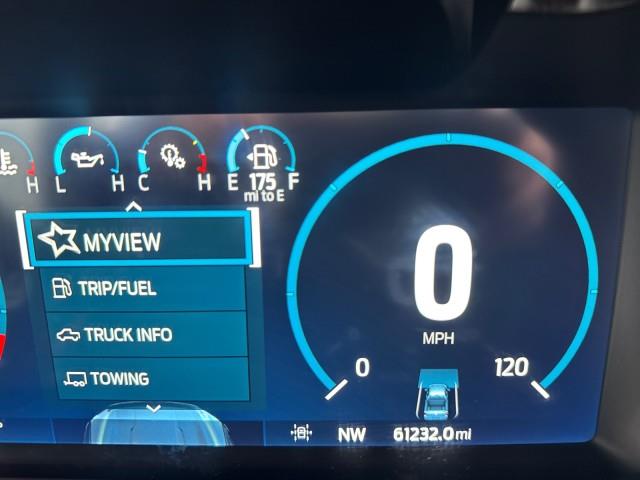 H L H C H E F
175
mi to E
MYVIEW
TRIP/FUEL
TRUCK INFO
TOWING
0
MPH
0 120
NW 61232.0 mi